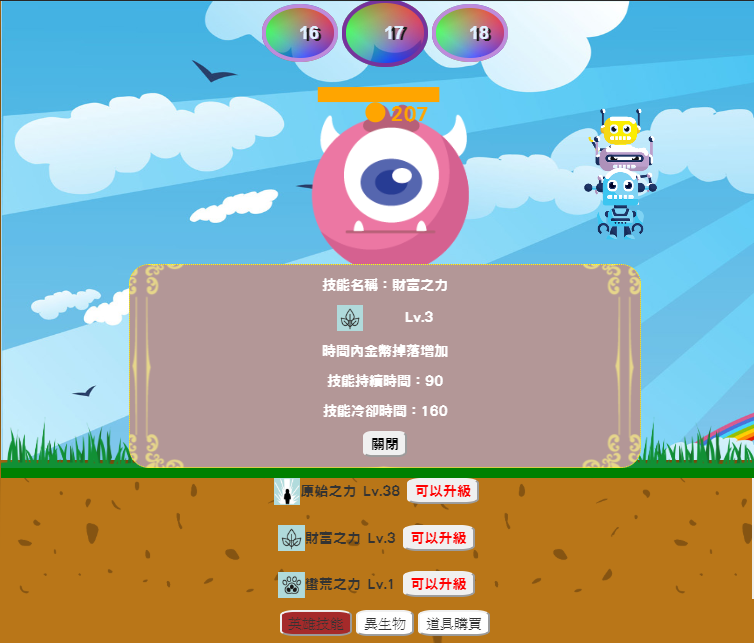 16 17 18
207
技能名稱：財富之力
Lv.3
時間內金幣掉落增加
技能持續時間：90
技能冷卻時間：160
關閉
原始之力 Lv.38 可以升級
財富之力 Lv.3 可以升級
蠻荒之力 Lv.1 可以升級
英雄技能 異生物 道具購買